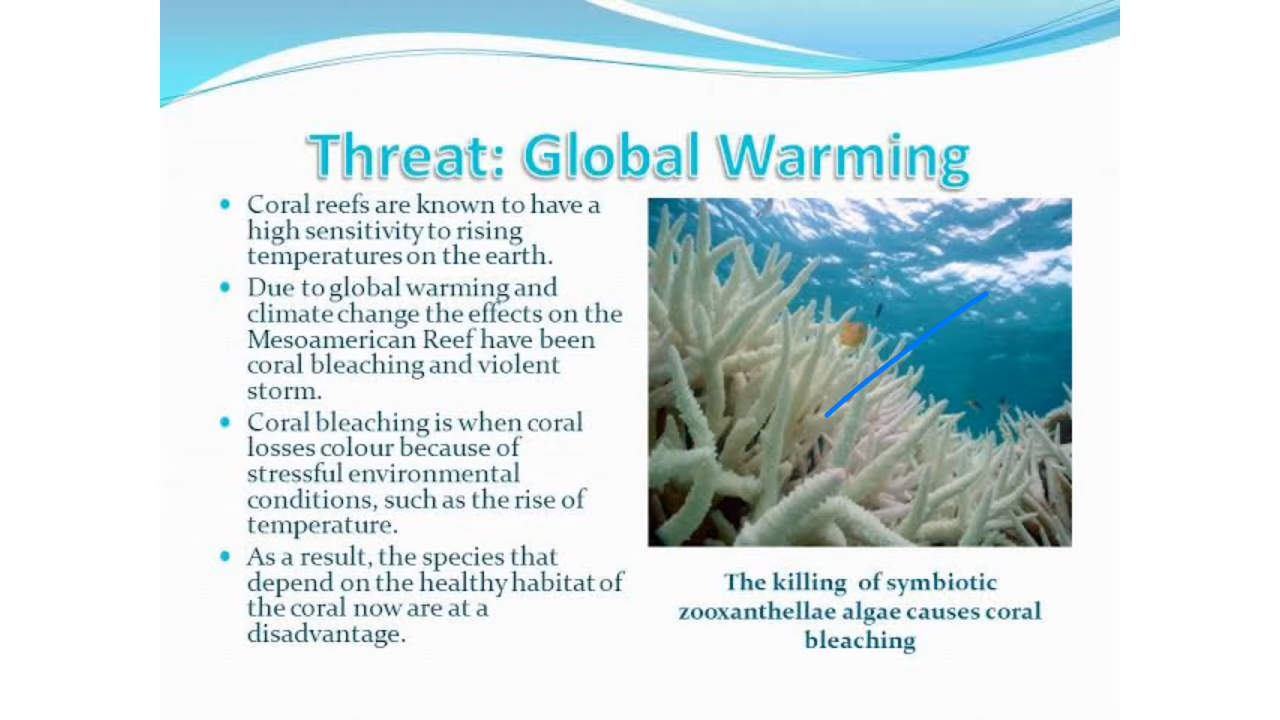 Threat: Global Warming
Coral reefs are known to have a
high sensitivity to rising
temperatures on the earth.
Due to global warming and
climate change the effects on the
Mesoamerican Reef have been
coral bleaching and violent
storm.
Coral bleaching is when coral
losses colour because of
stressful environmental
conditions, such as the rise of
temperature.
As a result, the species that
depend on the healthy habitat of
the coral now are at a
disadvantage.
The killing of symbiotic
zooxanthellae algae causes coral
bleaching